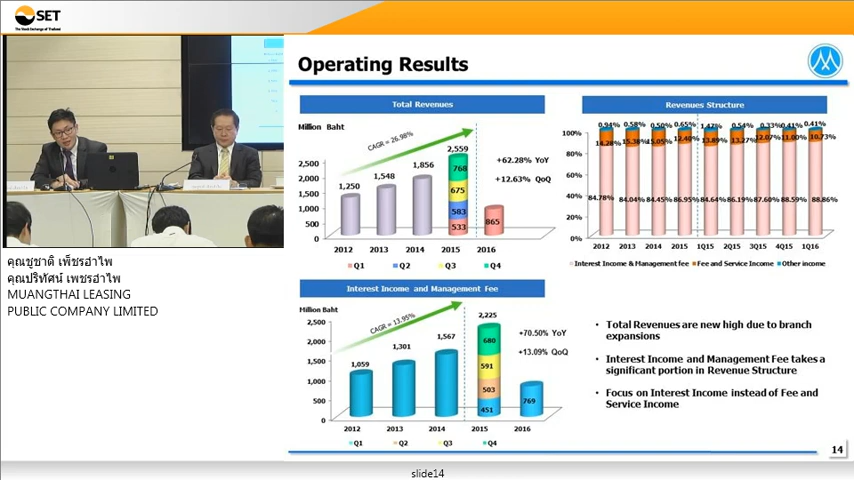 SET
The Stock Exchange of Thailand
Operating Results
คุณชูชาติ เพ็ชรอำไพ
คุณปริทัศน์ เพชรอำไพ
MUANGTHAI LEASING
PUBLIC COMPANY LIMITED
Total Revenues
Million Baht
CAGR = 26.98%
2,559
+62.28% YoY
+12.63% QoQ
2,500
2,000
1,500
1,000
500
0
1,250
1,548
1,856
768
675
583
533
865
2012 2013 2014 2015 2016
Q1 Q2 Q3 Q4
Revenues Structure
0.94% 0.58% 0.50% 0.65% 1.47% 0.54% 0.33% 0.41% 0.41%
100%
80%
60%
40%
20%
0%
14.28% 15.38% 15.05% 12.40% 13.89% 13.27% 12.07% 11.00% 10.73%
84.78% 84.04% 84.45% 86.95% 84.64% 86.19% 87.60% 88.59% 88.86%
2012 2013 2014 2015 1Q15 2Q15 3Q15 4Q15 1Q16
Interest Income & Management fee Fee and Service Income Other income
Interest Income and Management Fee
Million Baht
CAGR = 13.95%
2,225
+70.50% YoY
+13.09% QoQ
2,500
2,000
1,500
1,000
500
0
1,059
1,301
1,567
680
591
503
451
769
2012 2013 2014 2015 2016
Q1 Q2 Q3 Q4
• Total Revenues are new high due to branch
expansions
• Interest Income and Management Fee takes a
significant portion in Revenue Structure
• Focus on Interest Income instead of Fee and
Service Income
14
slide14